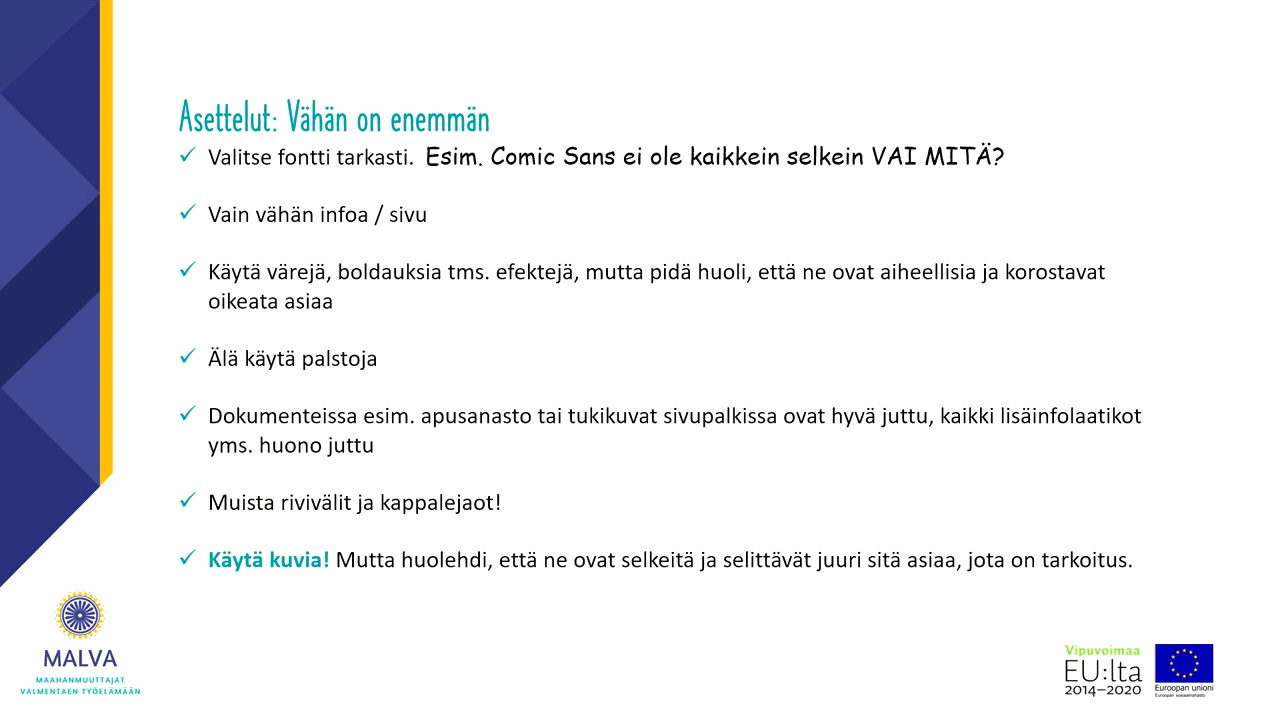 Asettelut: Vähän on enemmän
Valitse fontti tarkasti. Esim. Comic Sans ei ole kaikkein selkein VAI MITÄ?
Vain vähän infoa / sivu
Käytä värejä, boldauksia tms. efektejä, mutta pidä huoli, että ne ovat aiheellisia ja korostavat
oikeata asiaa
Älä käytä palstoja
Dokumenteissa esim. apusanasto tai tukikuvat sivupalkissa ovat hyvä juttu, kaikki lisäinfolaatikot
yms. huono juttu
Muista rivivälit ja kappalejaot!
Käytä kuvia! Mutta huolehdi, että ne ovat selkeitä ja selittävät juuri sitä asiaa, jota on tarkoitus.
MALVA
MAAHANMUUTTAJAT
VALMENTAEN TYÖELÄMÄÄN
Vipuvoimaa
EU:lta
2014–2020
Euroopan unioni
Euroopan sosiaalirahasto